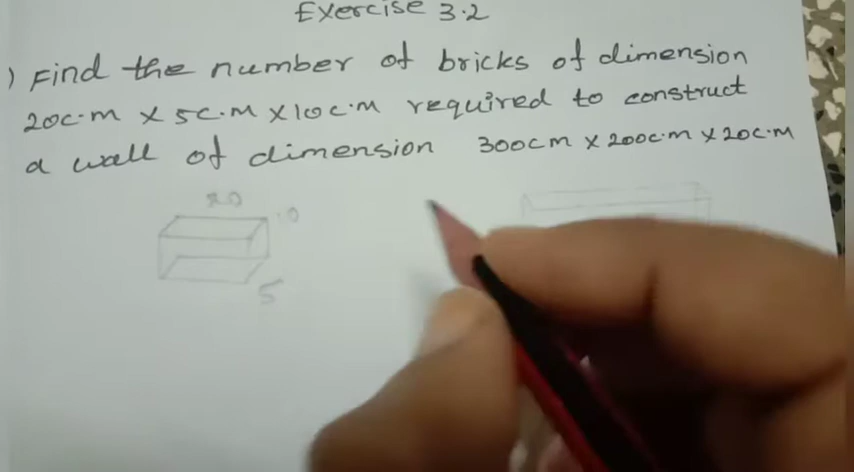 Exercise 3.2
) Find the number of bricks of dimension
20c.m x 5c.m x 10c.m required to construct
a wall of dimension 300cm x 200c.m x 20c.m
20
10
5